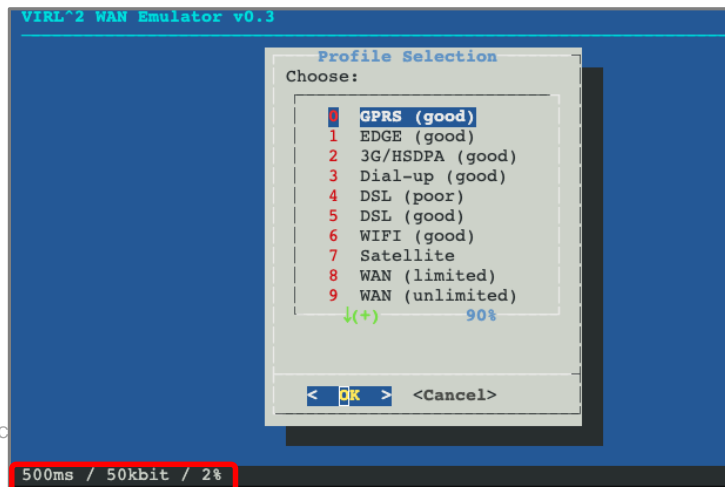 VIRL^2 WAN Emulator v0.3
Profile Selection
Choose:
0 GPRS (good)
1 EDGE (good)
2 3G/HSDPA (good)
3 Dial-up (good)
4 DSL (poor)
5 DSL (good)
6 WIFI (good)
7 Satellite
8 WAN (limited)
9 WAN (unlimited)
↓(+) 90%
< OK > <Cancel>
500ms / 50kbit / 2%